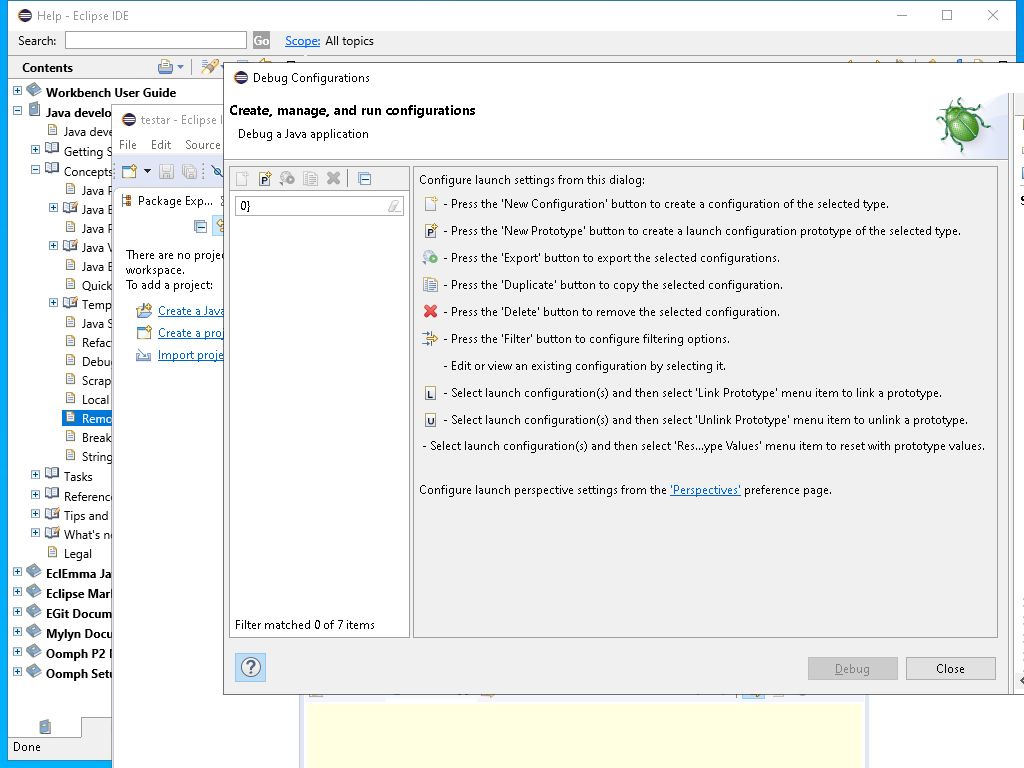 Help - Eclipse IDE
Search:
Go
Scope: All topics
Contents
Workbench User Guide
Java develo
Java deve
Getting S
Concepts
Java P
Java B
Java P
Java V
Java B
Quick
Temp
Java S
Refac
Debu
Scrap
Local
Remo
Break
String
Tasks
Reference
Tips and
What's n
Legal
EclEmma Ja
Eclipse Mar
EGit Docum
Mylyn Docu
Oomph P2
Oomph Setu
Done
testar - Eclipse I
File Edit Source
Package Exp...
There are no proje
workspace.
To add a project:
Create a Java
Create a proj
Import proje
Debug Configurations
Create, manage, and run configurations
Debug a Java application
0}
Filter matched 0 of 7 items
Configure launch settings from this dialog:
- Press the 'New Configuration' button to create a configuration of the selected type.
- Press the 'New Prototype' button to create a launch configuration prototype of the selected type.
- Press the 'Export' button to export the selected configurations.
- Press the 'Duplicate' button to copy the selected configuration.
- Press the 'Delete' button to remove the selected configuration.
- Press the 'Filter' button to configure filtering options.
- Edit or view an existing configuration by selecting it.
L - Select launch configuration(s) and then select 'Link Prototype' menu item to link a prototype.
U - Select launch configuration(s) and then select 'Unlink Prototype' menu item to unlink a prototype.
- Select launch configuration(s) and then select 'Res...ype Values' menu item to reset with prototype values.
Configure launch perspective settings from the 'Perspectives' preference page.
Debug
Close